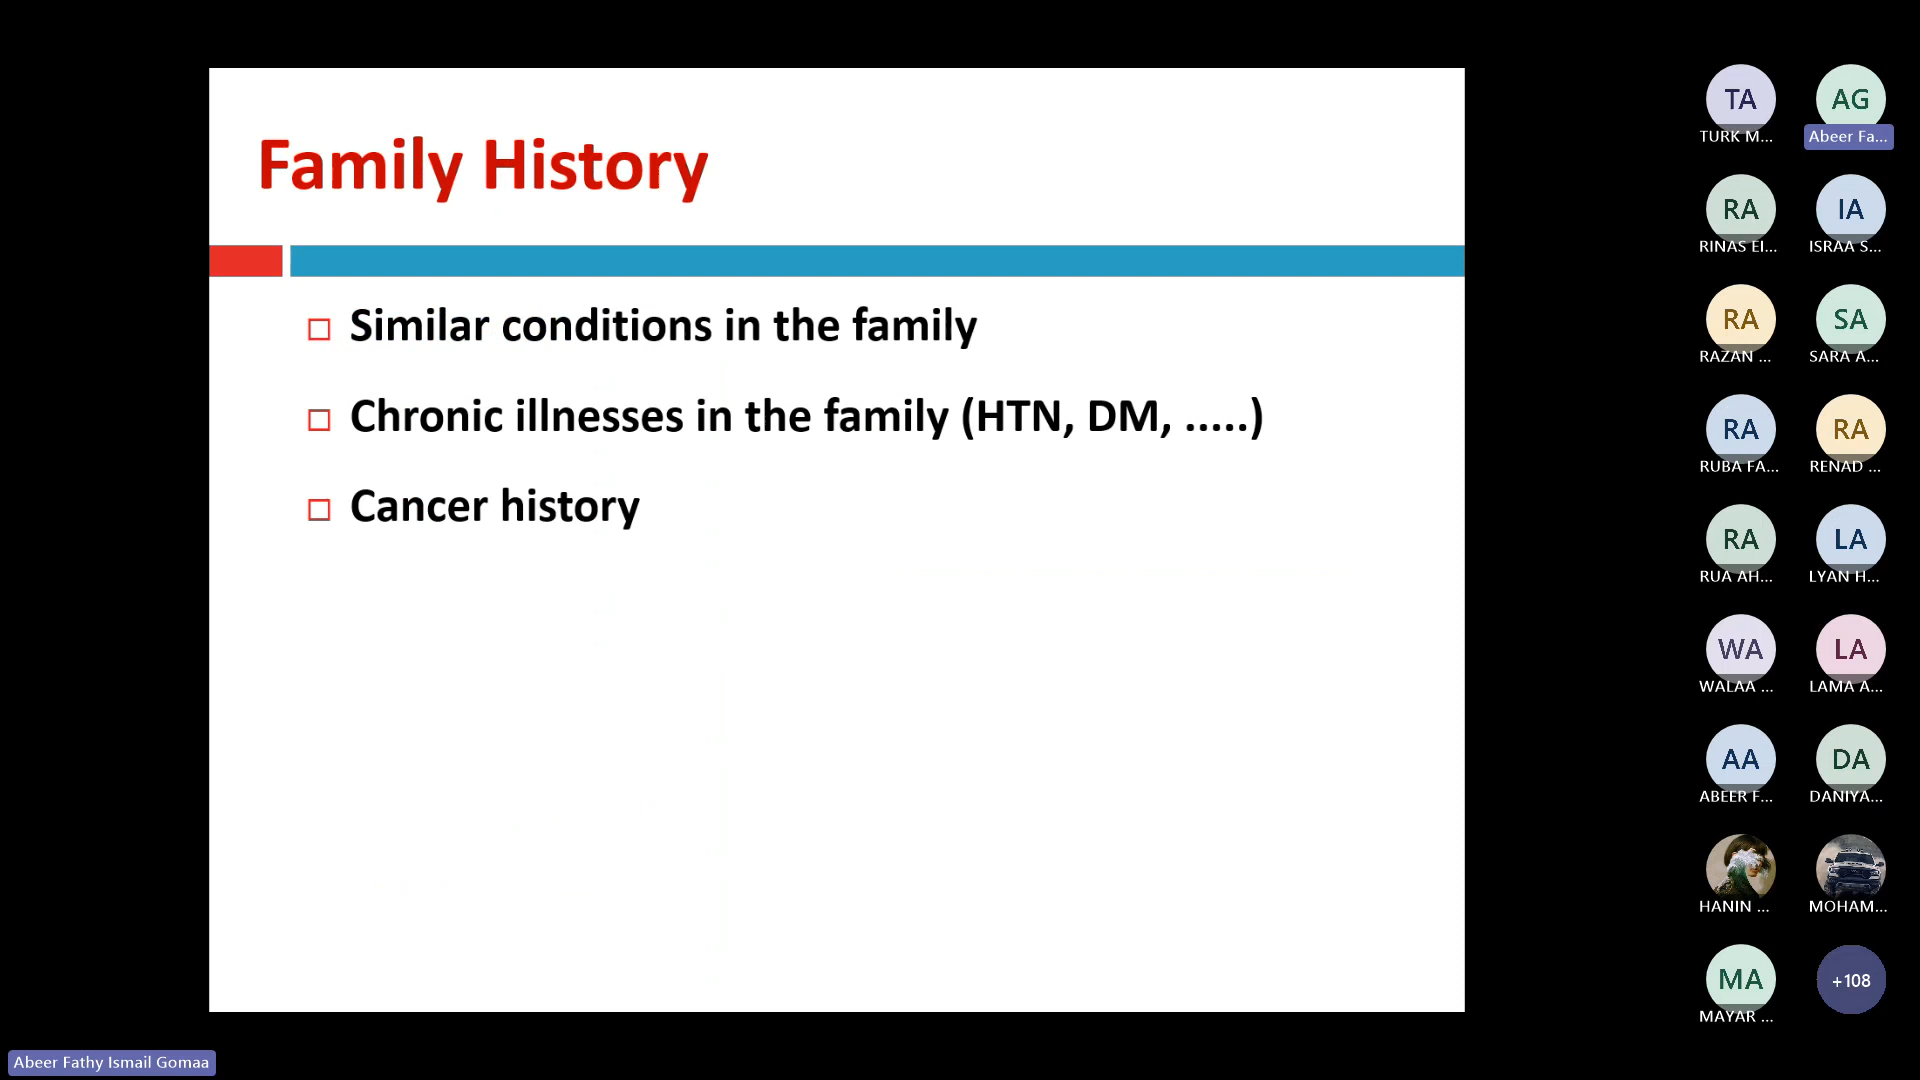 Family History
Similar conditions in the family
Chronic illnesses in the family (HTN, DM, .....)
Cancer history
TA
TURK M...
AG
Abeer Fa...
RA
RINAS EI...
IA
ISRAA S...
RA
RAZAN ...
SA
SARA A...
RA
RUBA FA...
RA
RENAD ...
RA
RUA AH...
LA
LYAN H...
WA
WALAA ...
LA
LAMA A...
AA
ABEER F...
DA
DANIYA...
HANIN ...
MOHAM...
MA
MAYAR ...
+108
Abeer Fathy Ismail Gomaa